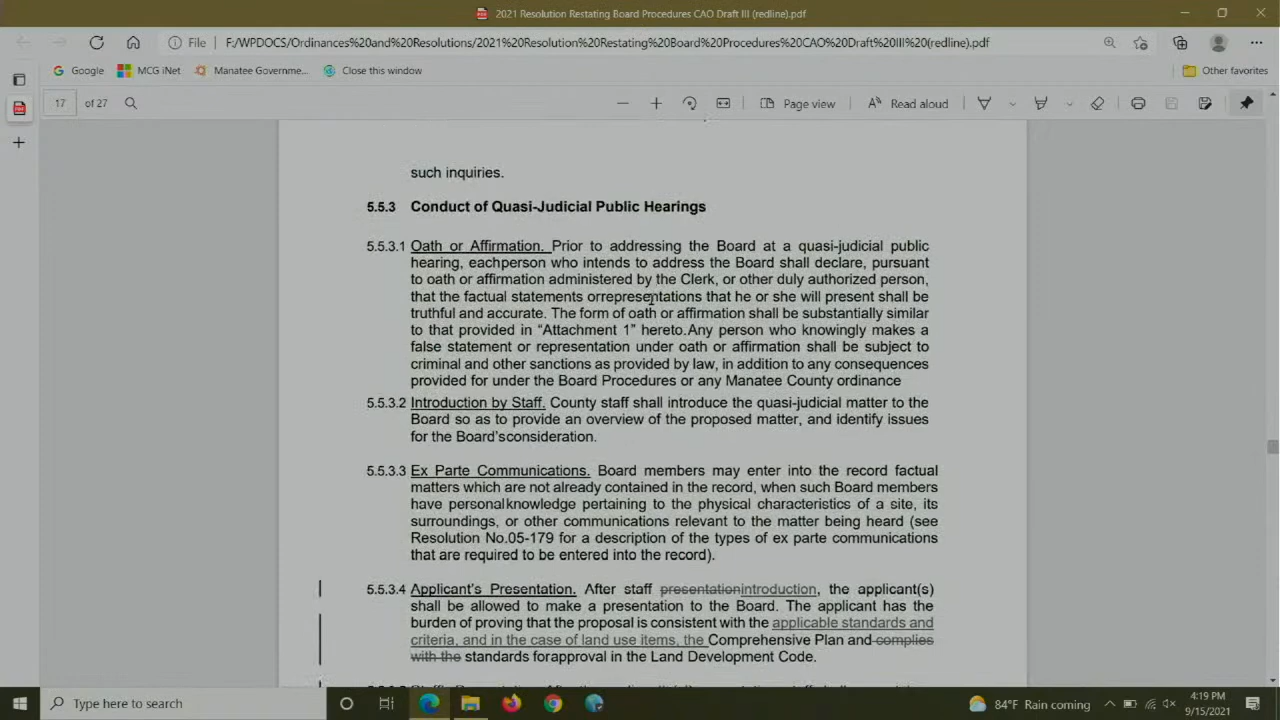 2021 Resolution Restating Board Procedures CAO Draft III (redline).pdf
File F:/WPDOCS/Ordinances%20and%20Resolutions/2021%20Resolution%20Restating%20Board%20Procedures%20CAO%20Draft%20III%20(redline).pdf
Google MCG iNet Manatee Governme... Close this window Other favorites
17 of 27 Page view Read aloud
such inquiries.
5.5.3 Conduct of Quasi-Judicial Public Hearings
5.5.3.1 Oath or Affirmation. Prior to addressing the Board at a quasi-judicial public
hearing, eachperson who intends to address the Board shall declare, pursuant
to oath or affirmation administered by the Clerk, or other duly authorized person,
that the factual statements orrepresentations that he or she will present shall be
truthful and accurate. The form of oath or affirmation shall be substantially similar
to that provided in “Attachment 1” hereto.Any person who knowingly makes a
false statement or representation under oath or affirmation shall be subject to
criminal and other sanctions as provided by law, in addition to any consequences
provided for under the Board Procedures or any Manatee County ordinance
5.5.3.2 Introduction by Staff. County staff shall introduce the quasi-judicial matter to the
Board so as to provide an overview of the proposed matter, and identify issues
for the Board’sconsideration.
5.5.3.3 Ex Parte Communications. Board members may enter into the record factual
matters which are not already contained in the record, when such Board members
have personalknowledge pertaining to the physical characteristics of a site, its
surroundings, or other communications relevant to the matter being heard (see
Resolution No.05-179 for a description of the types of ex parte communications
that are required to be entered into the record).
5.5.3.4 Applicant’s Presentation. After staff presentationintroduction, the applicant(s)
shall be allowed to make a presentation to the Board. The applicant has the
burden of proving that the proposal is consistent with the applicable standards and
criteria, and in the case of land use items, the Comprehensive Plan and complies
with the standards forapproval in the Land Development Code.
Type here to search 84°F Rain coming 4:19 PM
9/15/2021